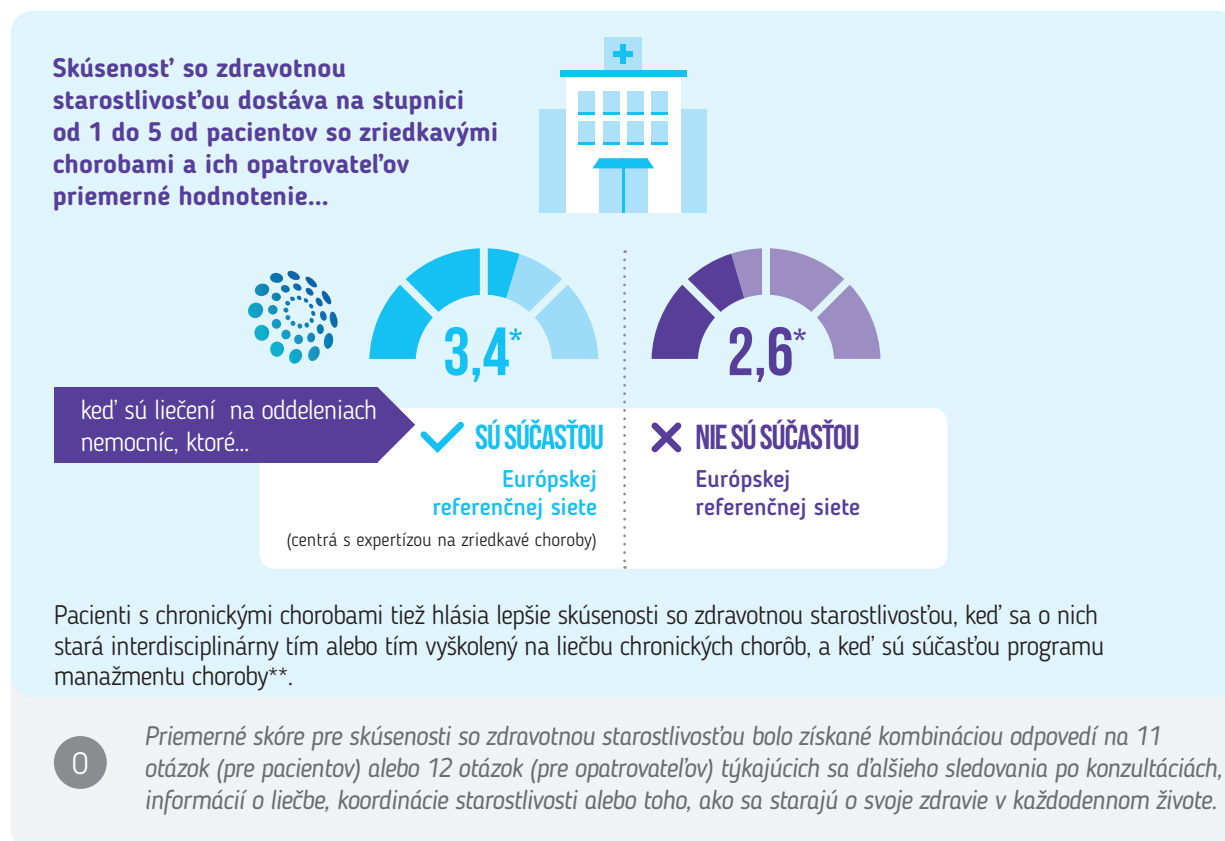 Skúsenosť so zdravotnou
starostlivosťou dostáva na stupnici
od 1 do 5 od pacientov so zriedkavými
chorobami a ich opatrovateľov
priemerné hodnotenie...
3,4*
2,6*
keď sú liečení na oddeleniach
nemocníc, ktoré...
SÚ SÚČASŤOU
Európskej
referenčnej siete
(centrá s expertízou na zriedkavé choroby)
NIE SÚ SÚČASŤOU
Európskej
referenčnej siete
Pacienti s chronickými chorobami tiež hlásia lepšie skúsenosti so zdravotnou starostlivosťou, keď sa o nich
stará interdisciplinárny tím alebo tím vyškolený na liečbu chronických chorôb, a keď sú súčasťou programu
manažmentu choroby**.
0
Priemerné skóre pre skúsenosti so zdravotnou starostlivosťou bolo získané kombináciou odpovedí na 11
otázok (pre pacientov) alebo 12 otázok (pre opatrovateľov) týkajúcich sa ďalšieho sledovania po konzultáciách,
informácií o liečbe, koordinácie starostlivosti alebo toho, ako sa starajú o svoje zdravie v každodennom živote.